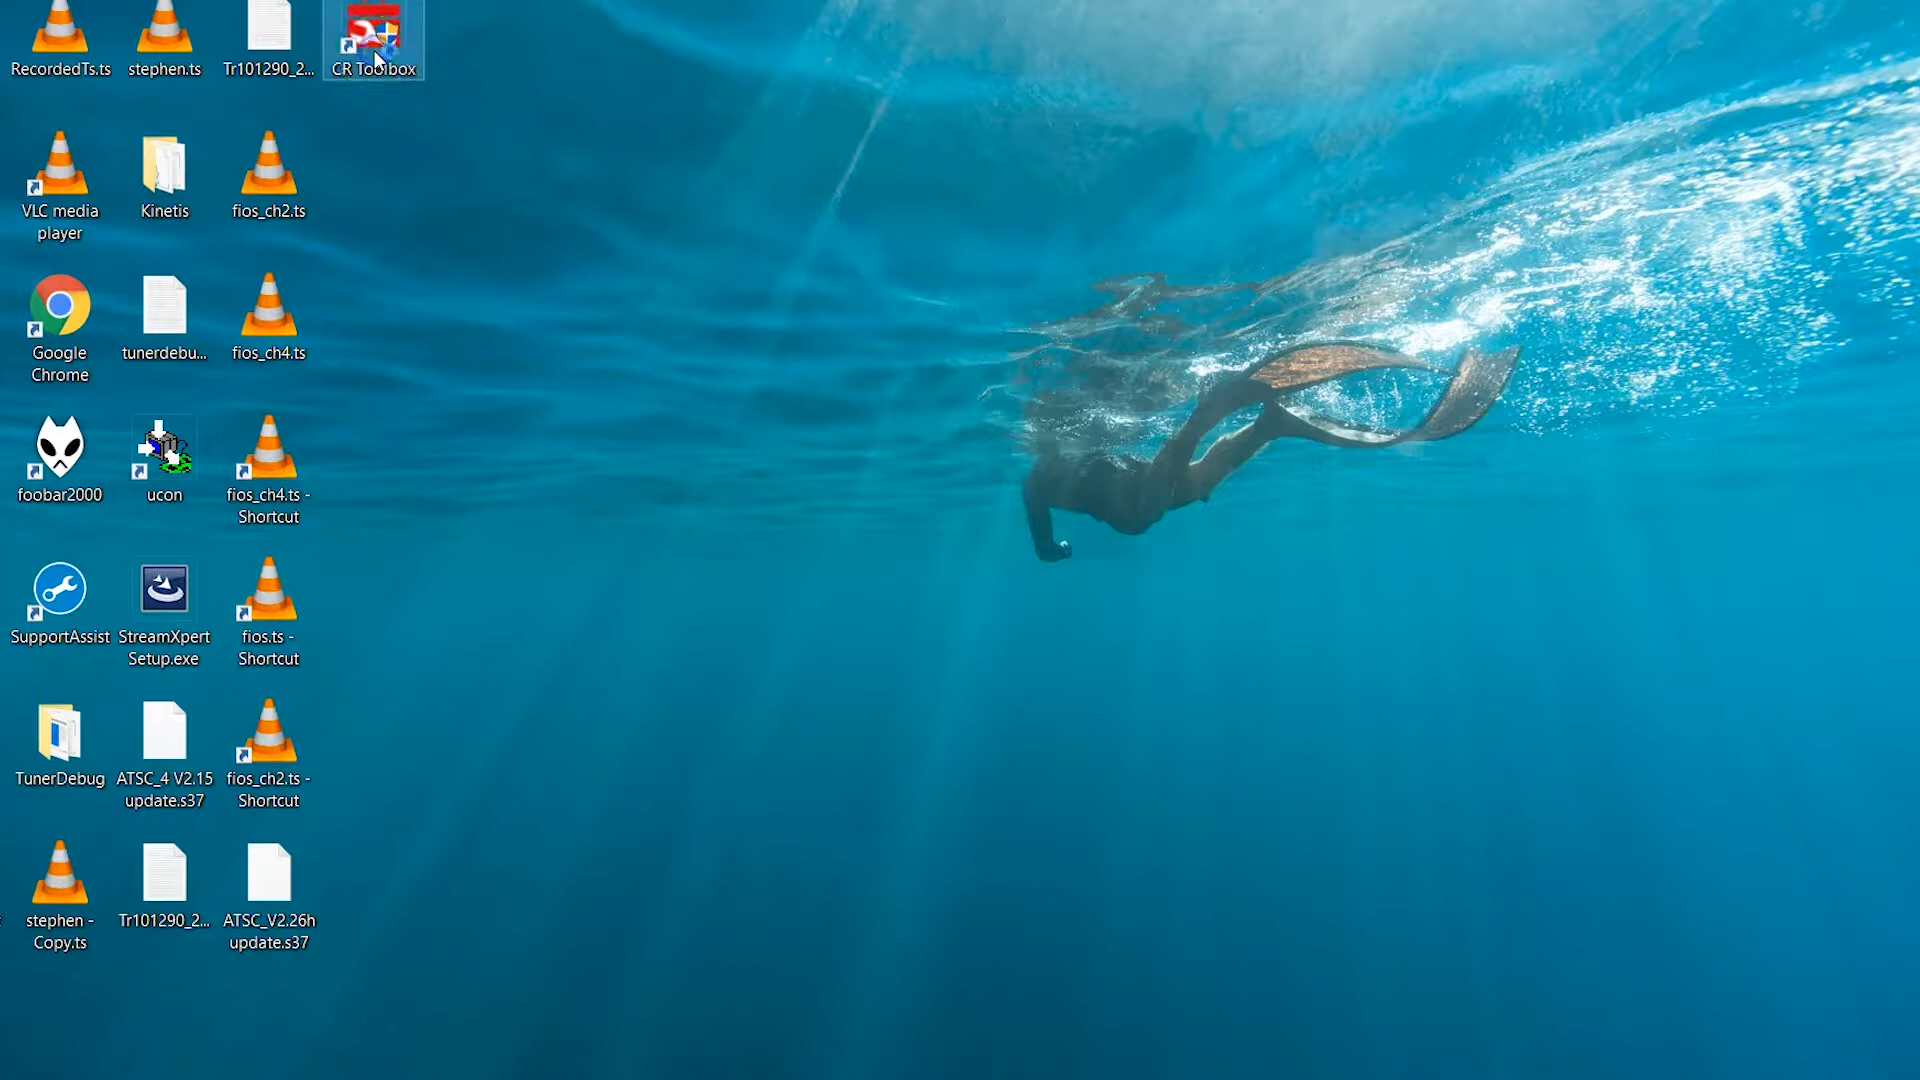 RecordedTs.ts
stephen.ts
Tr101290_2...
CR Toolbox
VLC media
player
Kinetis
fios_ch2.ts
Google
Chrome
tunerdebu...
fios_ch4.ts
foobar2000
ucon
fios_ch4.ts -
Shortcut
SupportAssist
StreamXpert
Setup.exe
fios.ts -
Shortcut
TunerDebug
ATSC_4 V2.15
update.s37
fios_ch2.ts -
Shortcut
stephen -
Copy.ts
Tr101290_2...
ATSC_V2.26h
update.s37